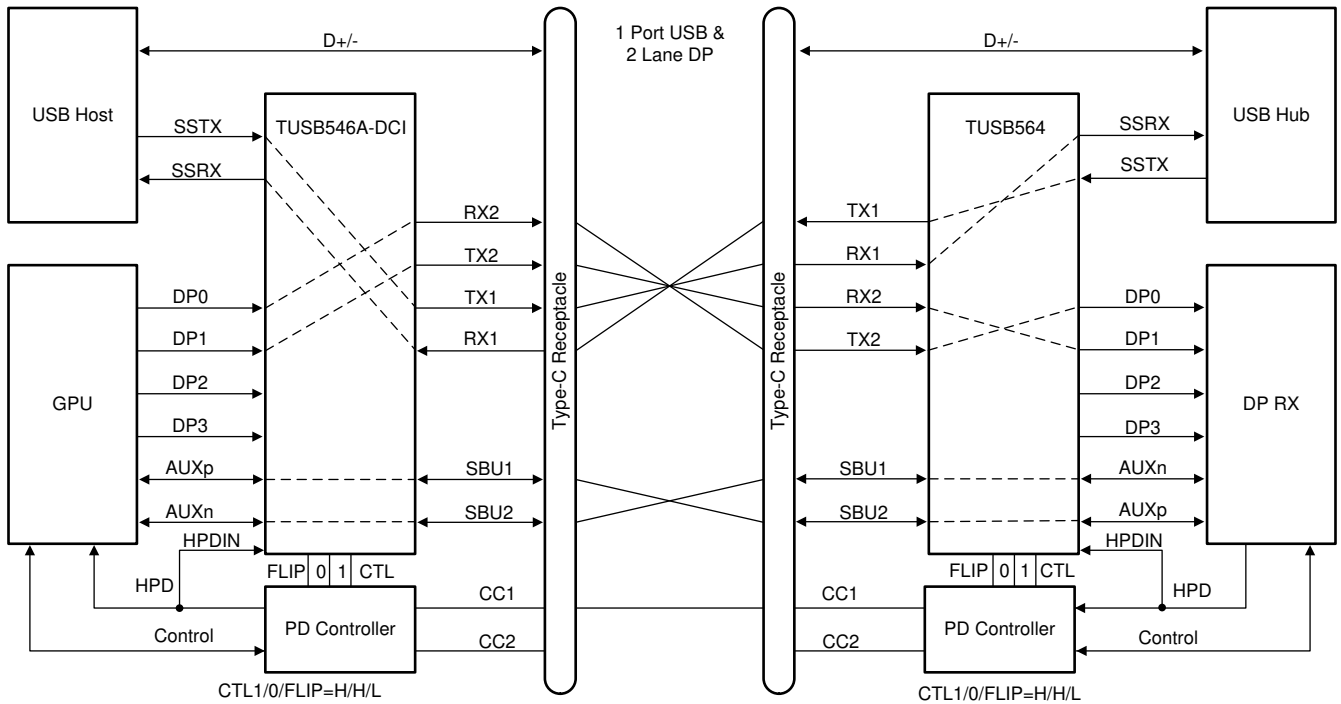 1 Port USB &
2 Lane DP
D+/-
D+/-
USB Host
TUSB546A-DCI
TUSB564
USB Hub
SSTX
SSRX
SSRX
SSTX
RX2
TX2
TX1
RX1
TX1
RX1
RX2
TX2
Type-C Receptacle
Type-C Receptacle
GPU
DP0
DP1
DP2
DP3
AUXp
AUXn
HPDIN
DP RX
DP0
DP1
DP2
DP3
AUXn
AUXp
HPDIN
SBU1
SBU2
SBU1
SBU2
FLIP 0 1 CTL
FLIP 0 1 CTL
HPD
Control
PD Controller
CC1
CC2
CC1
CC2
PD Controller
HPD
Control
CTL1/0/FLIP=H/H/L
CTL1/0/FLIP=H/H/L